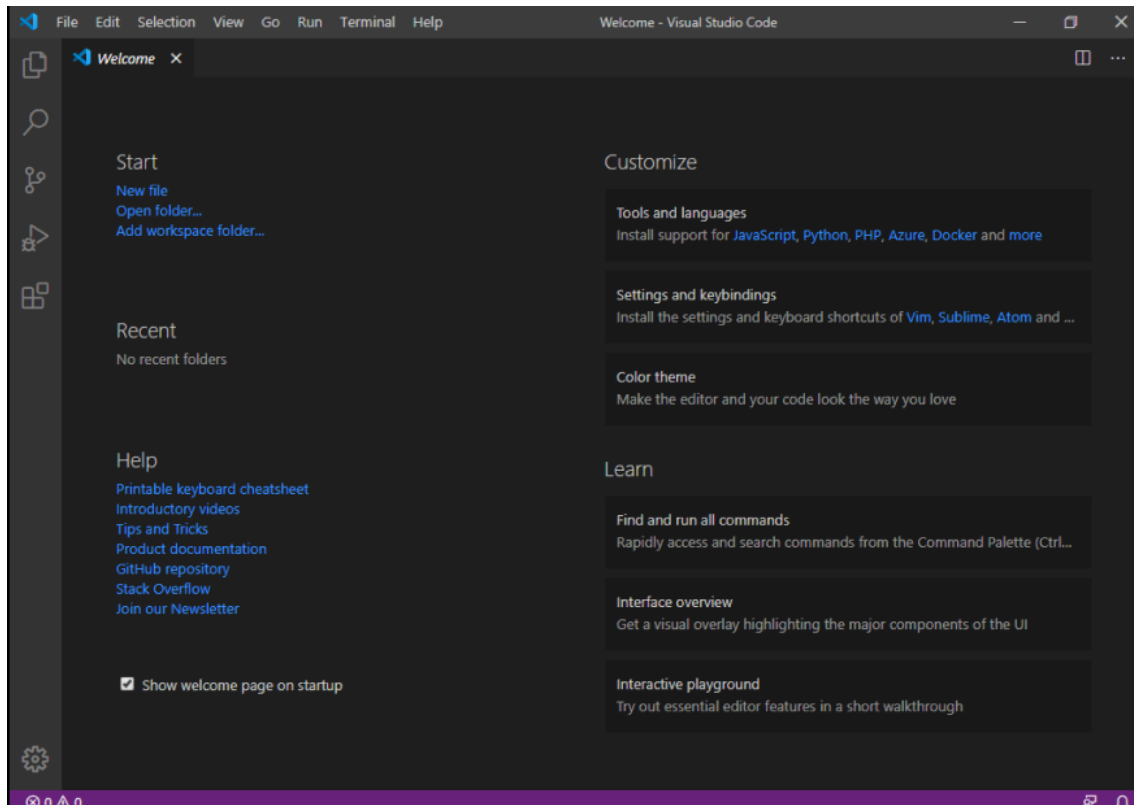 File Edit Selection View Go Run Terminal Help Welcome - Visual Studio Code
Welcome
Start
New file
Open folder...
Add workspace folder...
Recent
No recent folders
Help
Printable keyboard cheatsheet
Introductory videos
Tips and Tricks
Product documentation
GitHub repository
Stack Overflow
Join our Newsletter
Show welcome page on startup
Customize
Tools and languages
Install support for JavaScript, Python, PHP, Azure, Docker and more
Settings and keybindings
Install the settings and keyboard shortcuts of Vim, Sublime, Atom and ...
Color theme
Make the editor and your code look the way you love
Learn
Find and run all commands
Rapidly access and search commands from the Command Palette (Ctrl...
Interface overview
Get a visual overlay highlighting the major components of the UI
Interactive playground
Try out essential editor features in a short walkthrough
0 0